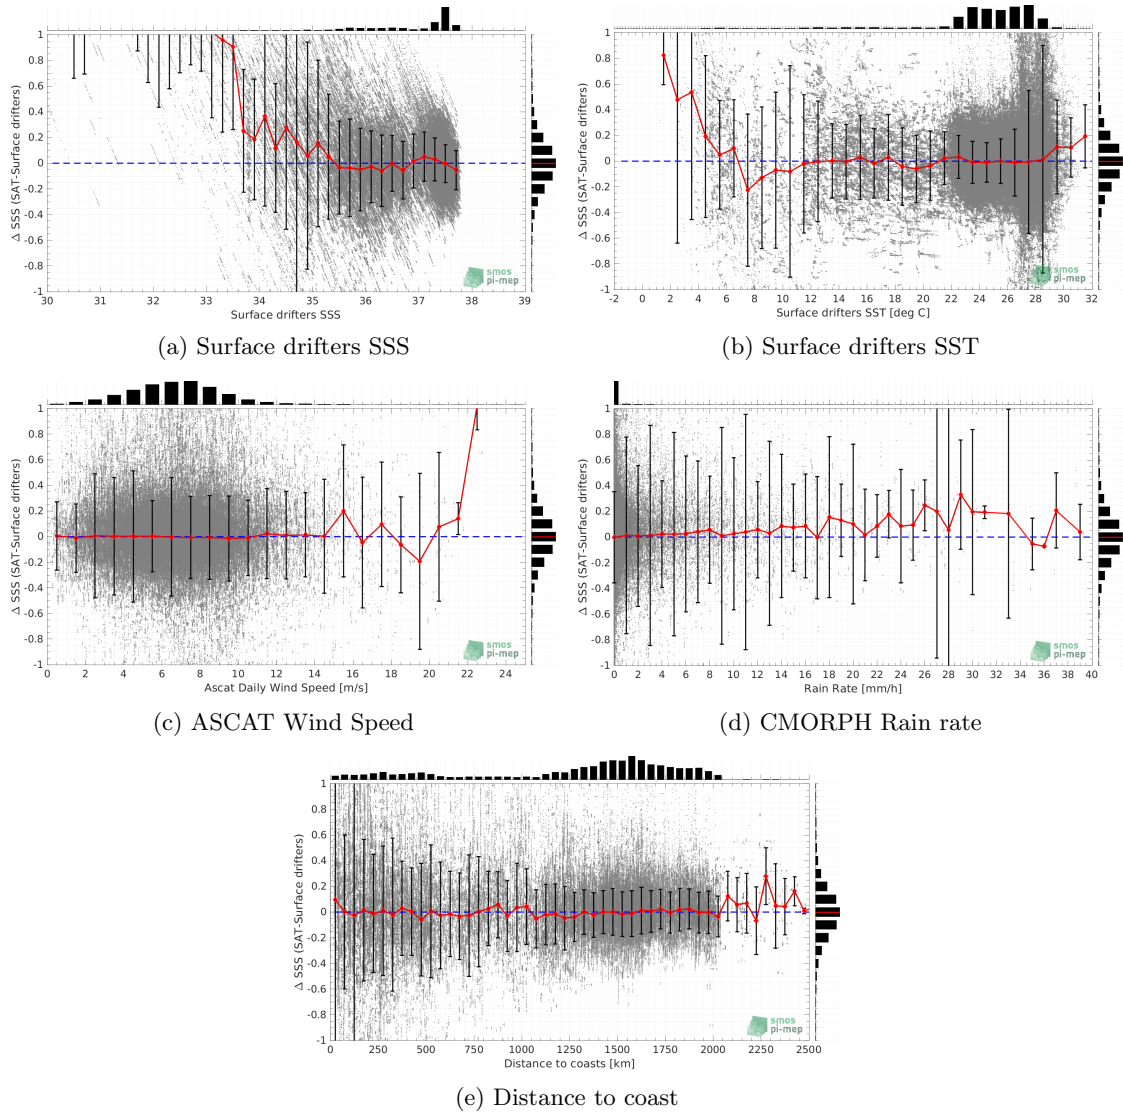 Δ SSS (SAT-Surface drifters)
1
0.8
0.6
0.4
0.2
0
-0.2
-0.4
-0.6
-0.8
-1
30 31 32 33 34 35 36 37 38 39
Surface drifters SSS
smos
pi-mep
(a) Surface drifters SSS
Δ SSS (SAT-Surface drifters)
1
0.8
0.6
0.4
0.2
0
-0.2
-0.4
-0.6
-0.8
-1
-2 0 2 4 6 8 10 12 14 16 18 20 22 24 26 28 30 32
Surface drifters SST [deg C]
smos
pi-mep
(b) Surface drifters SST
Δ SSS (SAT-Surface drifters)
1
0.8
0.6
0.4
0.2
0
-0.2
-0.4
-0.6
-0.8
-1
0 2 4 6 8 10 12 14 16 18 20 22 24
Ascat Daily Wind Speed [m/s]
smos
pi-mep
(c) ASCAT Wind Speed
Δ SSS (SAT-Surface drifters)
1
0.8
0.6
0.4
0.2
0
-0.2
-0.4
-0.6
-0.8
-1
0 2 4 6 8 10 12 14 16 18 20 22 24 26 28 30 32 34 36 38 40
Rain Rate [mm/h]
smos
pi-mep
(d) CMORPH Rain rate
Δ SSS (SAT-Surface drifters)
1
0.8
0.6
0.4
0.2
0
-0.2
-0.4
-0.6
-0.8
-1
0 250 500 750 1000 1250 1500 1750 2000 2250 2500
Distance to coasts [km]
smos
pi-mep
(e) Distance to coast